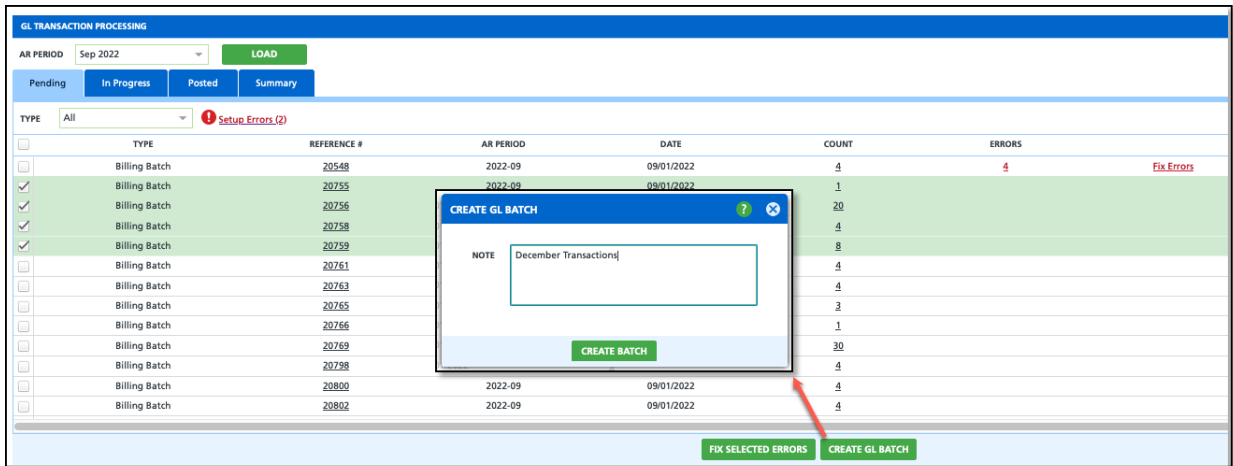 GL TRANSACTION PROCESSING
AR PERIOD Sep 2022 LOAD
Pending In Progress Posted Summary
TYPE All ! Setup Errors (2)
TYPE REFERENCE # AR PERIOD DATE COUNT ERRORS
Billing Batch 20548 2022-09 09/01/2022 4 4 Fix Errors
Billing Batch 20755 2022-09 09/01/2022 1
Billing Batch 20756 20
Billing Batch 20758 4
Billing Batch 20759 8
Billing Batch 20761 4
Billing Batch 20763 4
Billing Batch 20765 3
Billing Batch 20766 1
Billing Batch 20769 30
Billing Batch 20798 4
Billing Batch 20800 2022-09 09/01/2022 4
Billing Batch 20802 2022-09 09/01/2022 4
CREATE GL BATCH ?
NOTE December Transactions
CREATE BATCH
FIX SELECTED ERRORS CREATE GL BATCH